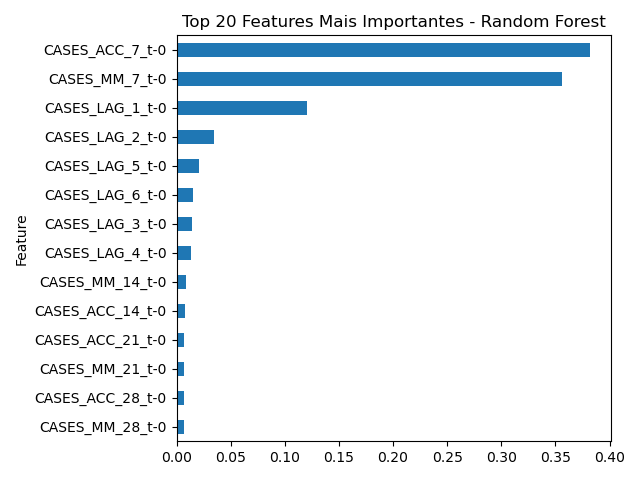 Top 20 Features Mais Importantes - Random Forest
Feature
CASES_ACC_7_t-0
CASES_MM_7_t-0
CASES_LAG_1_t-0
CASES_LAG_2_t-0
CASES_LAG_5_t-0
CASES_LAG_6_t-0
CASES_LAG_3_t-0
CASES_LAG_4_t-0
CASES_MM_14_t-0
CASES_ACC_14_t-0
CASES_ACC_21_t-0
CASES_MM_21_t-0
CASES_ACC_28_t-0
CASES_MM_28_t-0
0.00 0.05 0.10 0.15 0.20 0.25 0.30 0.35 0.40